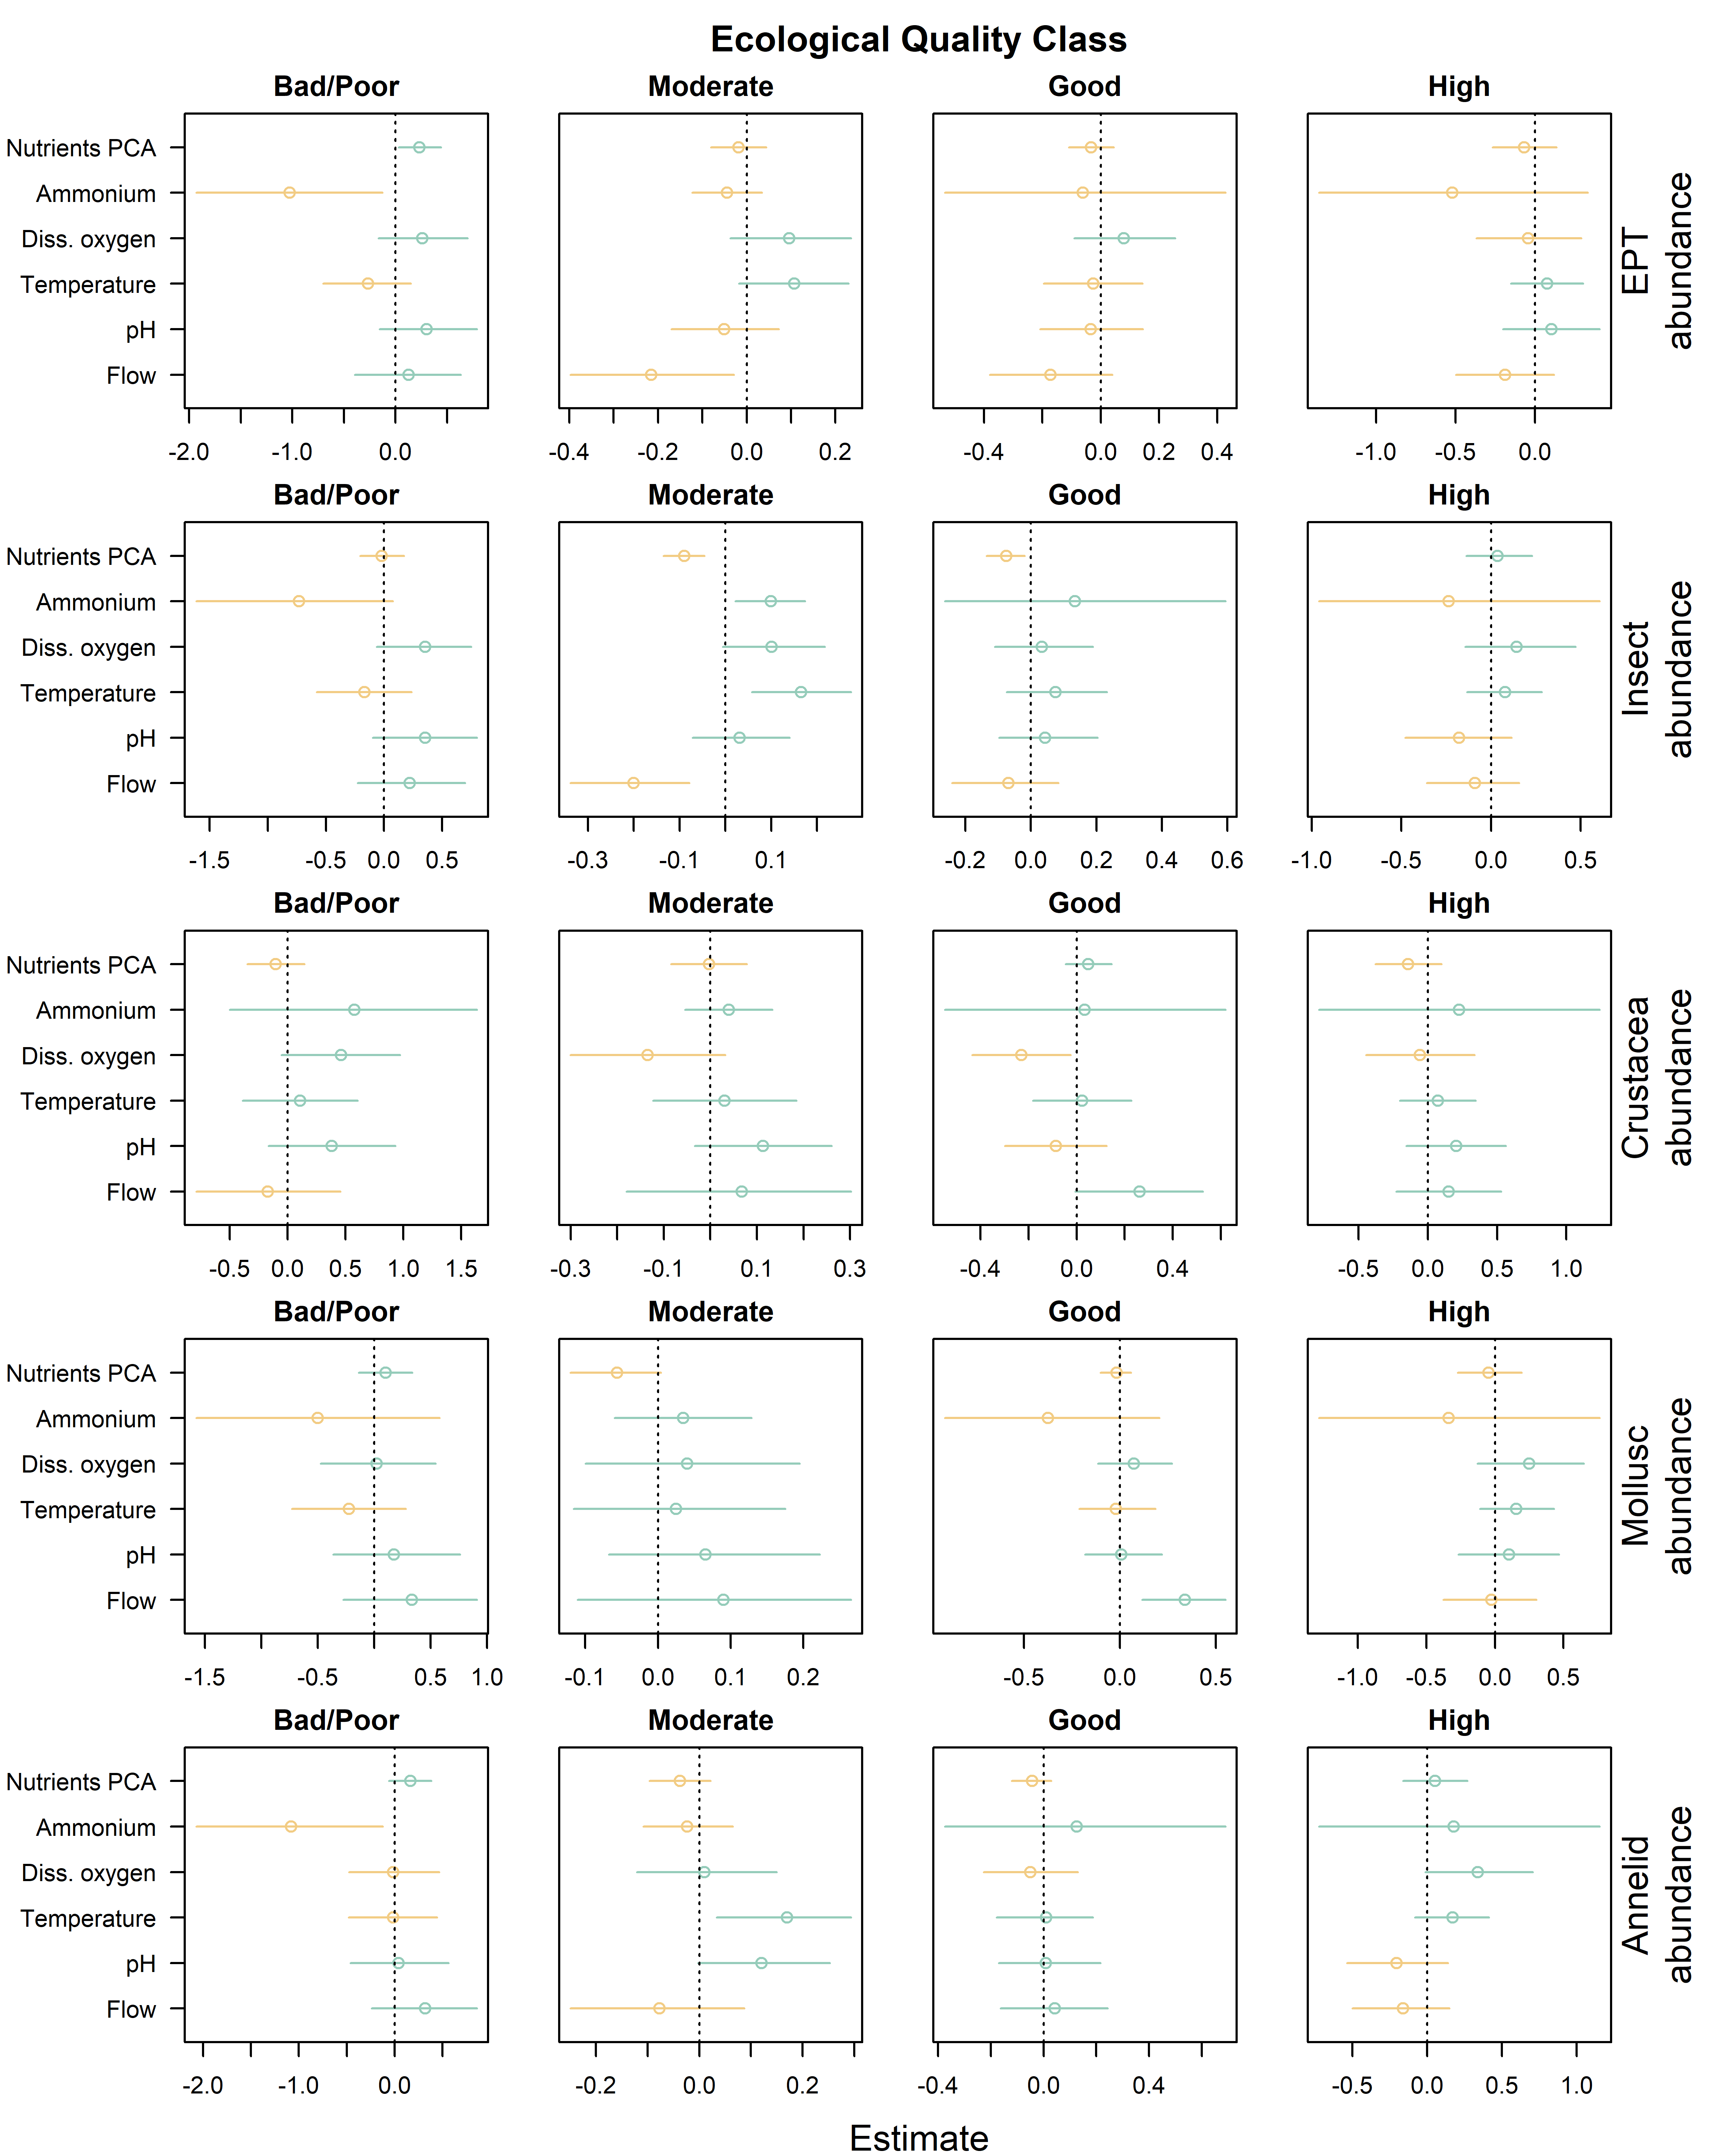 Ecological Quality Class
Bad/Poor Moderate Good High
Nutrients PCA
Ammonium
Diss. oxygen
Temperature
pH
Flow
-2.0 -1.0 0.0 -0.4 -0.2 0.0 0.2 -0.4 0.0 0.2 0.4 -1.0 -0.5 0.0
EPT
abundance
Bad/Poor Moderate Good High
Nutrients PCA
Ammonium
Diss. oxygen
Temperature
pH
Flow
-1.5 -0.5 0.0 0.5 -0.3 -0.1 0.1 -0.2 0.0 0.2 0.4 0.6 -1.0 -0.5 0.0 0.5
Insect
abundance
Bad/Poor Moderate Good High
Nutrients PCA
Ammonium
Diss. oxygen
Temperature
pH
Flow
-0.5 0.0 0.5 1.0 1.5 -0.3 -0.1 0.1 0.3 -0.4 0.0 0.4 -0.5 0.0 0.5 1.0
Crustacea
abundance
Bad/Poor Moderate Good High
Nutrients PCA
Ammonium
Diss. oxygen
Temperature
pH
Flow
-1.5 -0.5 0.5 1.0 -0.1 0.0 0.1 0.2 -0.5 0.0 0.5 -1.0 -0.5 0.0 0.5
Mollusc
abundance
Bad/Poor Moderate Good High
Nutrients PCA
Ammonium
Diss. oxygen
Temperature
pH
Flow
-2.0 -1.0 0.0 -0.2 0.0 0.2 -0.4 0.0 0.4 -0.5 0.0 0.5 1.0
Annelid
abundance
Estimate